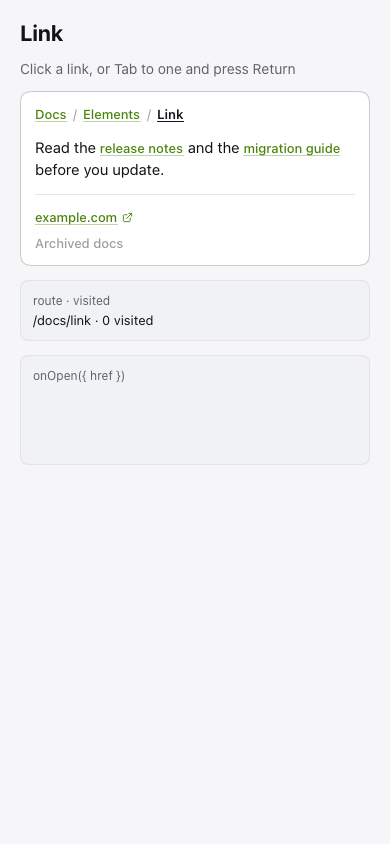 Link
Click a link, or Tab to one and press Return
Docs / Elements / Link
Read the release notes and the migration guide
before you update.
example.com
Archived docs
route · visited
/docs/link · 0 visited
onOpen({ href })